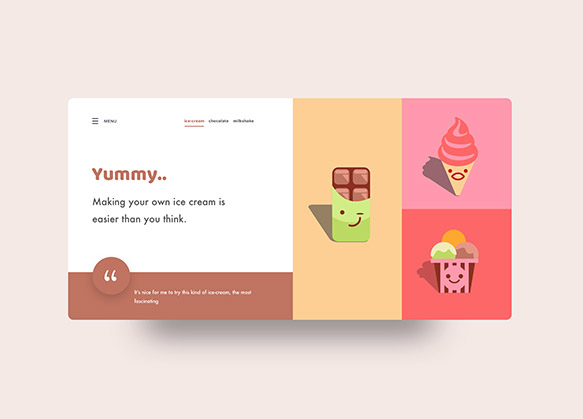 MENU
ice-cream chocolate milkshake
Yummy..
Making your own ice cream is
easier than you think.
“
It's nice for me to try this kind of ice-cream, the most
fascinating